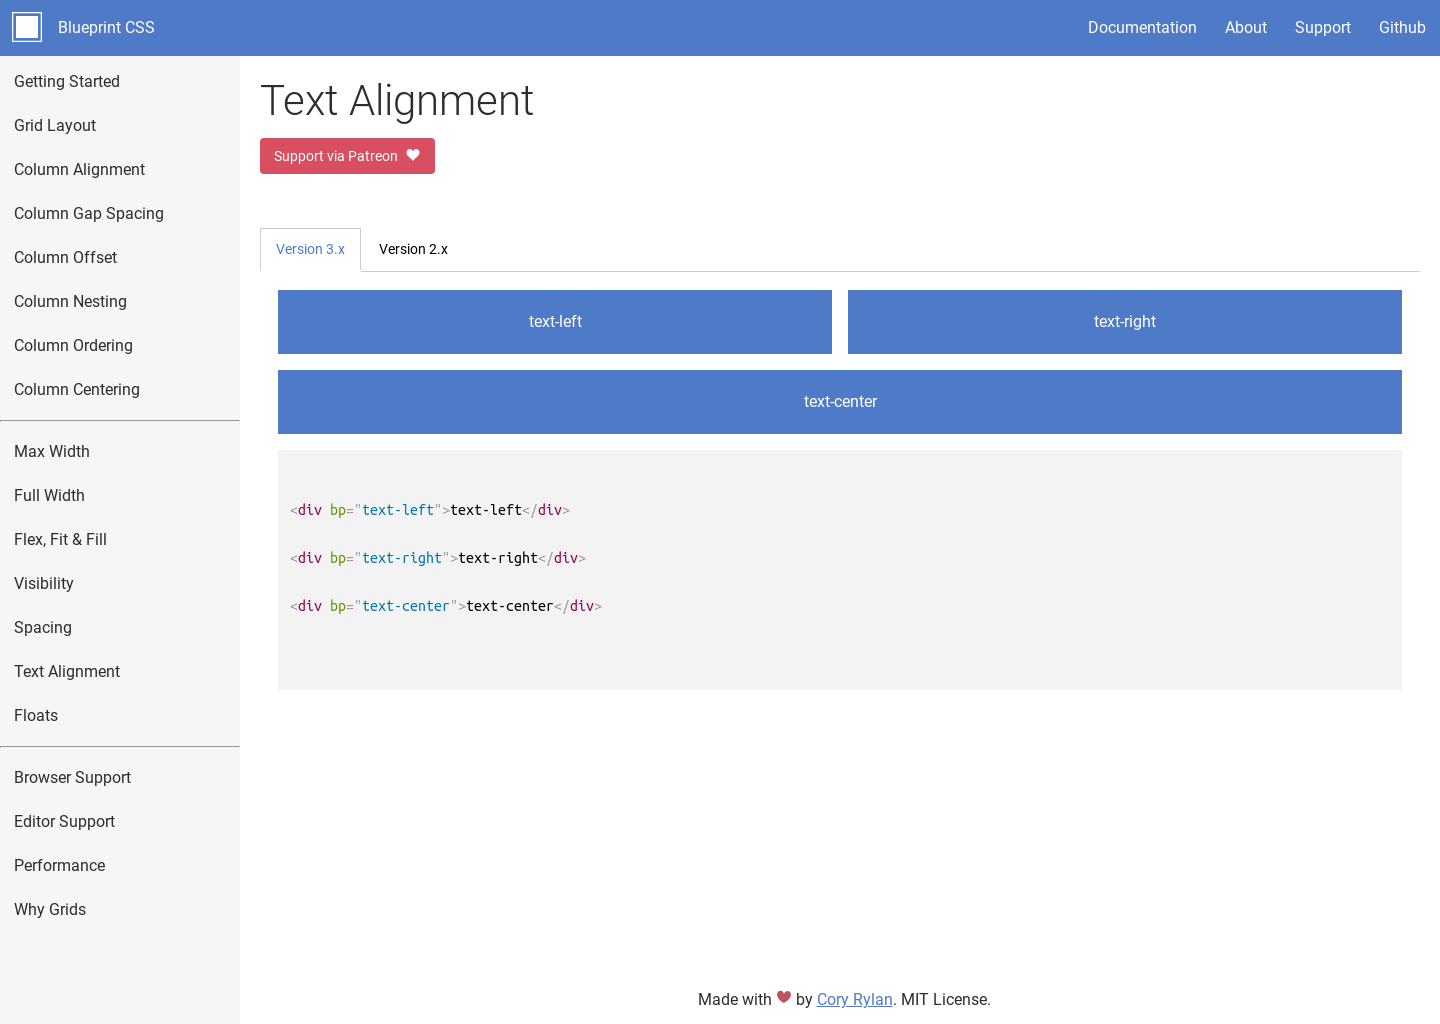 Blueprint CSS
Documentation
About
Support
Github
Getting Started
Grid Layout
Column Alignment
Column Gap Spacing
Column Offset
Column Nesting
Column Ordering
Column Centering
Max Width
Full Width
Flex, Fit & Fill
Visibility
Spacing
Text Alignment
Floats
Browser Support
Editor Support
Performance
Why Grids
Text Alignment
Support via Patreon
Version 3.x
Version 2.x
text-left
text-right
text-center
<div bp="text-left">text-left</div>
<div bp="text-right">text-right</div>
<div bp="text-center">text-center</div>
Made with ♥ by Cory Rylan. MIT License.